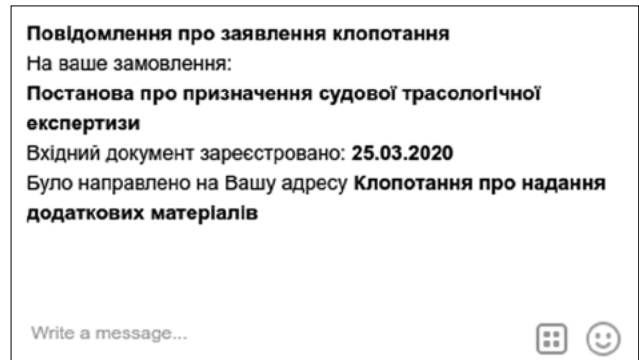 Повідомлення про заявлення клопотання
На ваше замовлення:
Постанова про призначення судової трасологічної
експертизи
Вхідний документ зареєстровано: 25.03.2020
Було направлено на Вашу адресу Клопотання про надання
додаткових матеріалів
Write a message...